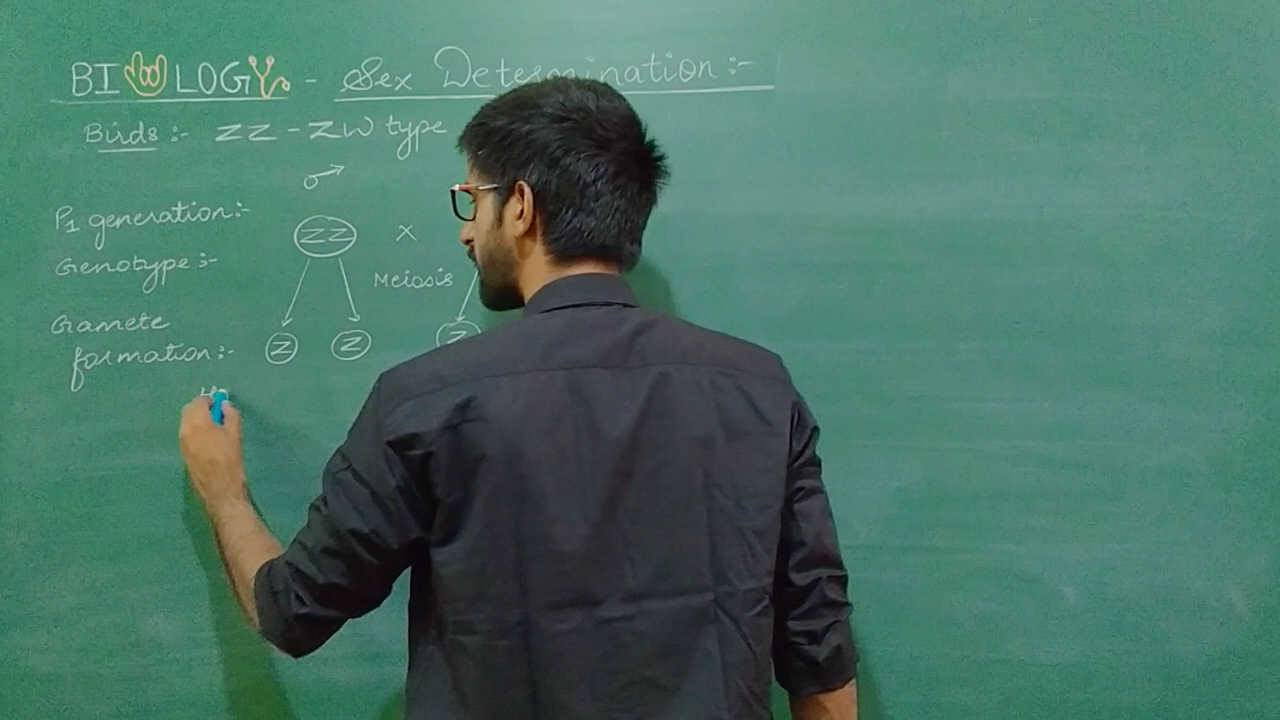 BIOLOGY - Sex Determination :-
Birds :- ZZ - ZW type
P1 generation :-
ZZ x
Genotype :-
Meiosis
Gamete
formation :- Z Z Z